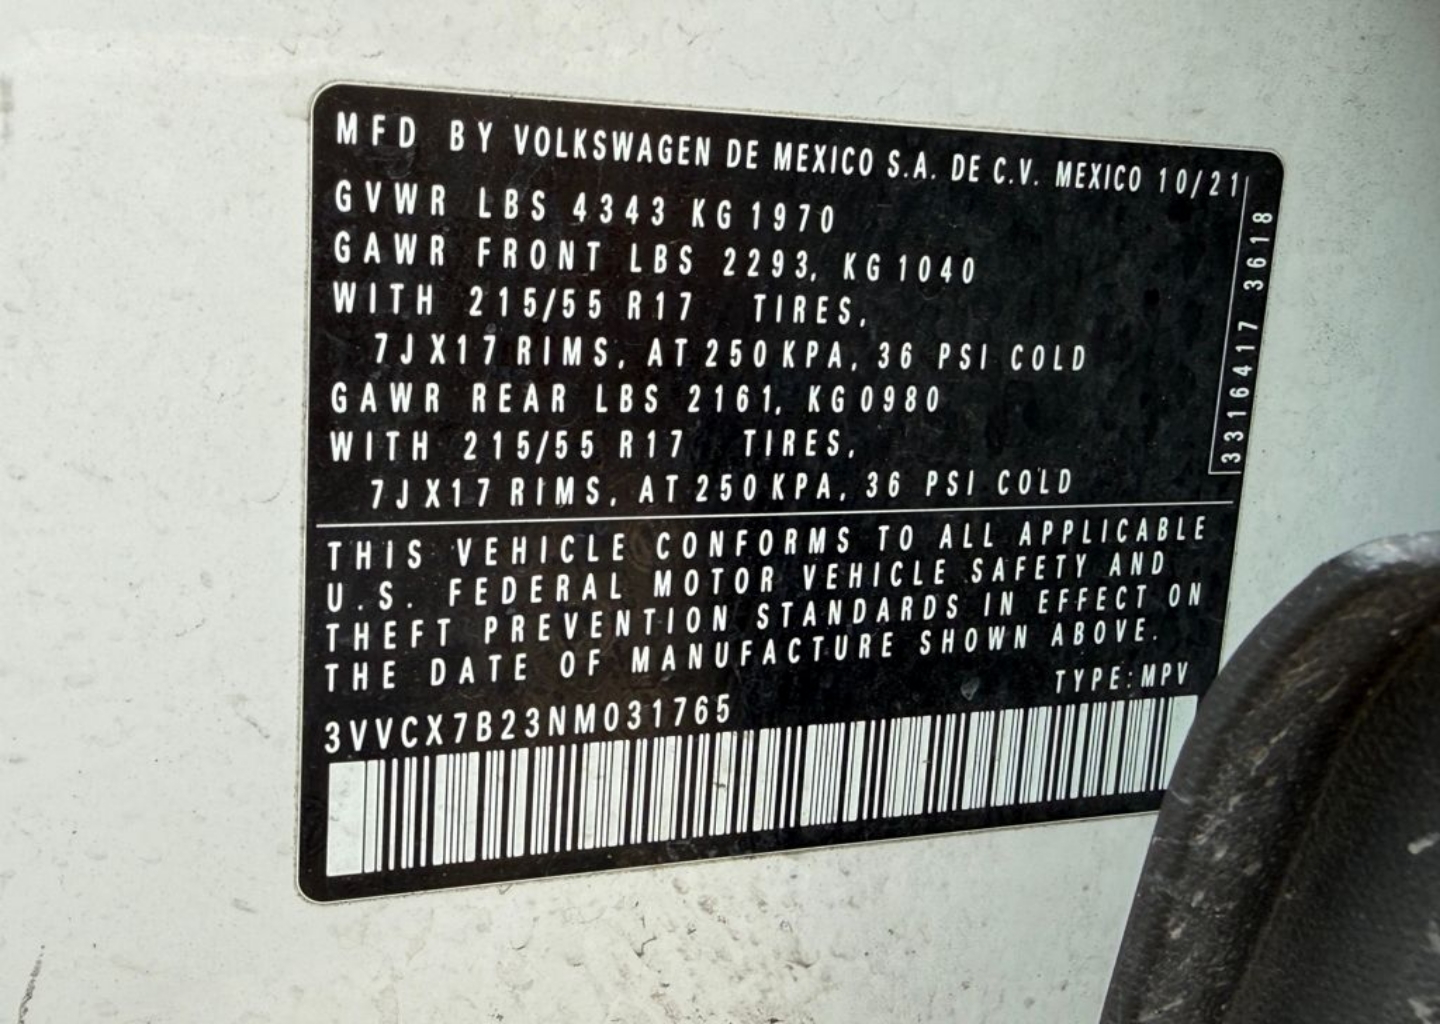 MFD BY VOLKSWAGEN DE MEXICO S.A. DE C.V. MEXICO 10/21
GVWR LBS 4343 KG 1970
GAWR FRONT LBS 2293, KG 1040
WITH 215/55 R17 TIRES,
7J X17 RIMS, AT 250 KPA, 36 PSI COLD
GAWR REAR LBS 2161, KG 0980
WITH 215/55 R17 TIRES,
7J X17 RIMS, AT 250 KPA, 36 PSI COLD
3316417 3618
THIS VEHICLE CONFORMS TO ALL APPLICABLE
U.S. FEDERAL MOTOR VEHICLE SAFETY AND
THEFT PREVENTION STANDARDS IN EFFECT ON
THE DATE OF MANUFACTURE SHOWN ABOVE.
TYPE:MPV
3VVCX7B23NM031765